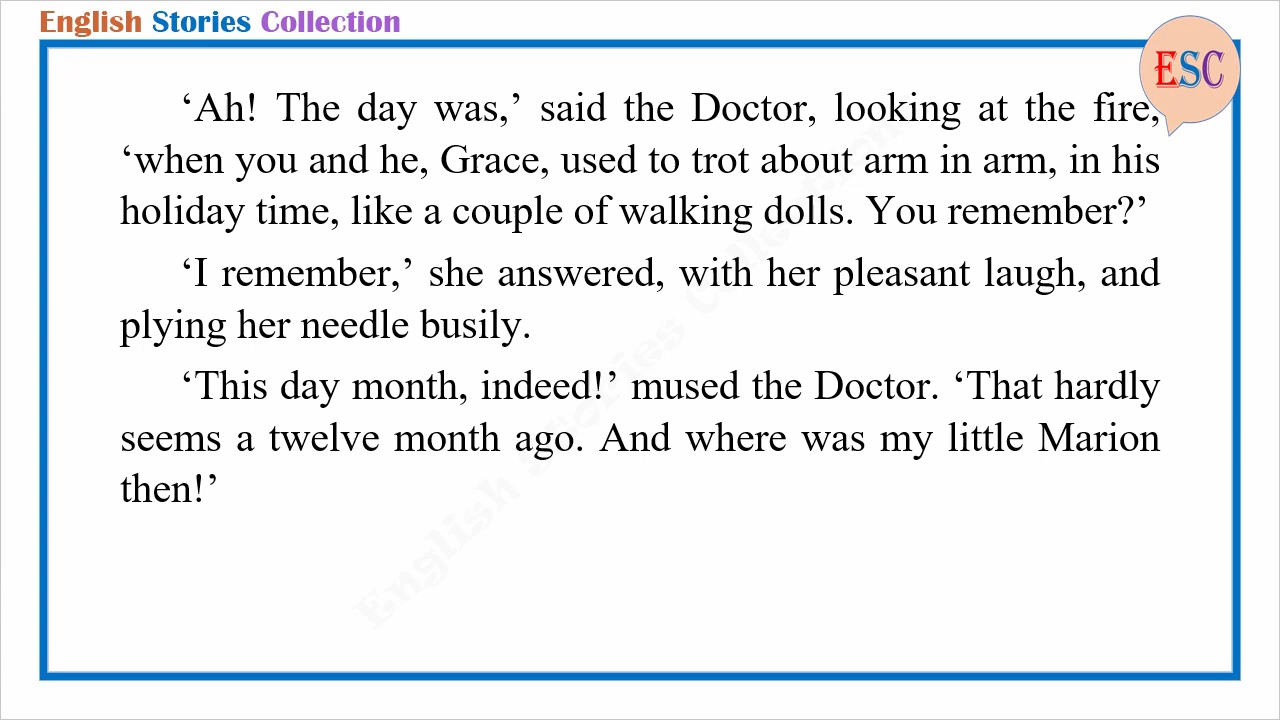 English Stories Collection
ESC
‘Ah! The day was,’ said the Doctor, looking at the fire,
‘when you and he, Grace, used to trot about arm in arm, in his
holiday time, like a couple of walking dolls. You remember?’
‘I remember,’ she answered, with her pleasant laugh, and
plying her needle busily.
‘This day month, indeed!’ mused the Doctor. ‘That hardly
seems a twelve month ago. And where was my little Marion
then!’
English Stories Collection